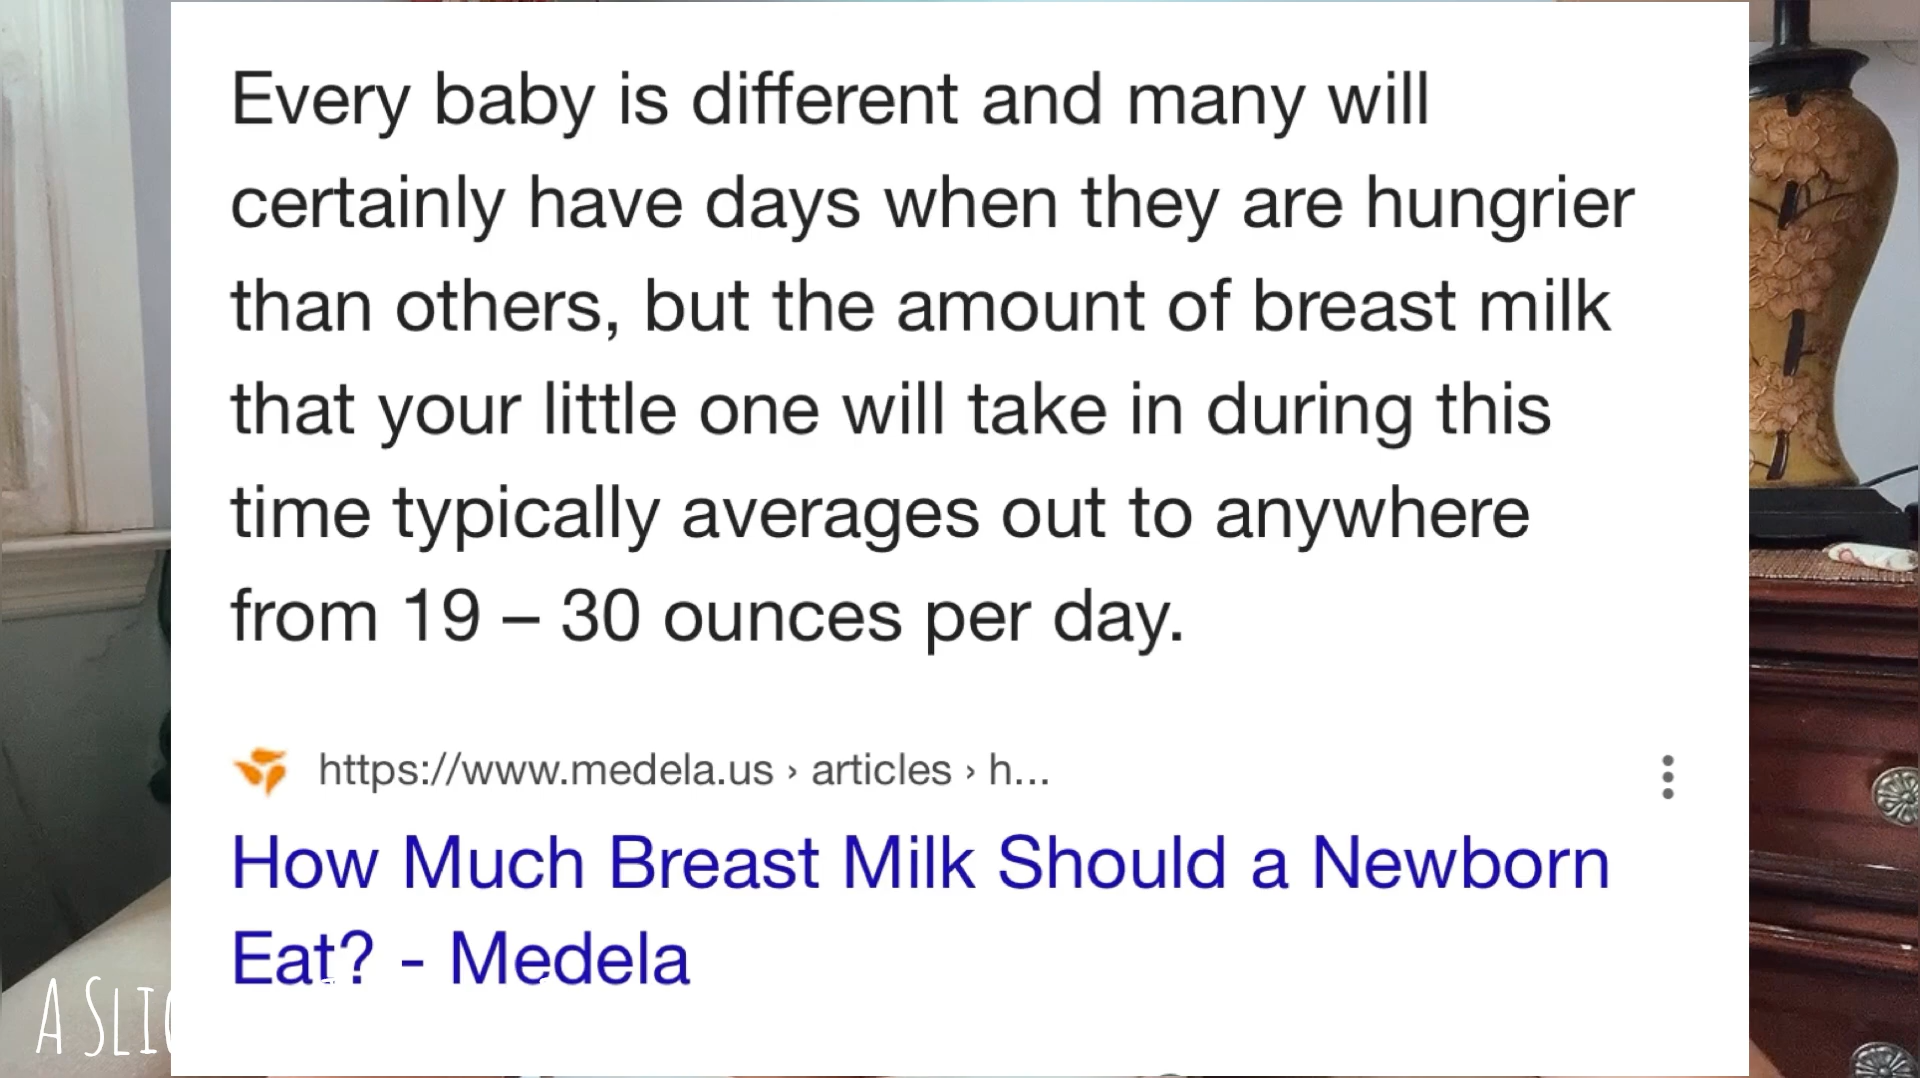 Every baby is different and many will
certainly have days when they are hungrier
than others, but the amount of breast milk
that your little one will take in during this
time typically averages out to anywhere
from 19 – 30 ounces per day.
https://www.medela.us › articles › h...
How Much Breast Milk Should a Newborn
Eat? - Medela
A